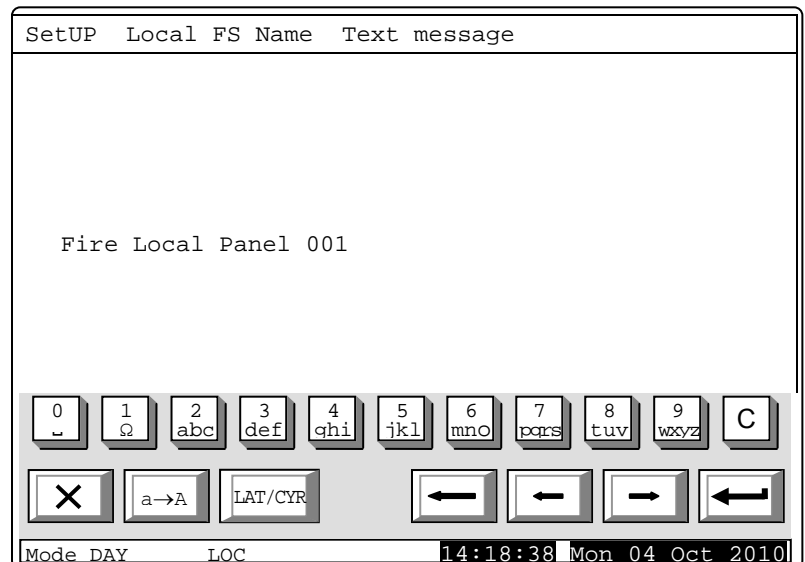 SetUP Local FS Name Text message
Fire Local Panel 001
0 1 2 3 4 5 6 7 8 9 C
␣ Ω abc def ghi jkl mno pqrs tuv wxyz
× a→A LAT/CYR ← ← → ↵
Mode DAY LOC 14:18:38 Mon 04 Oct 2010